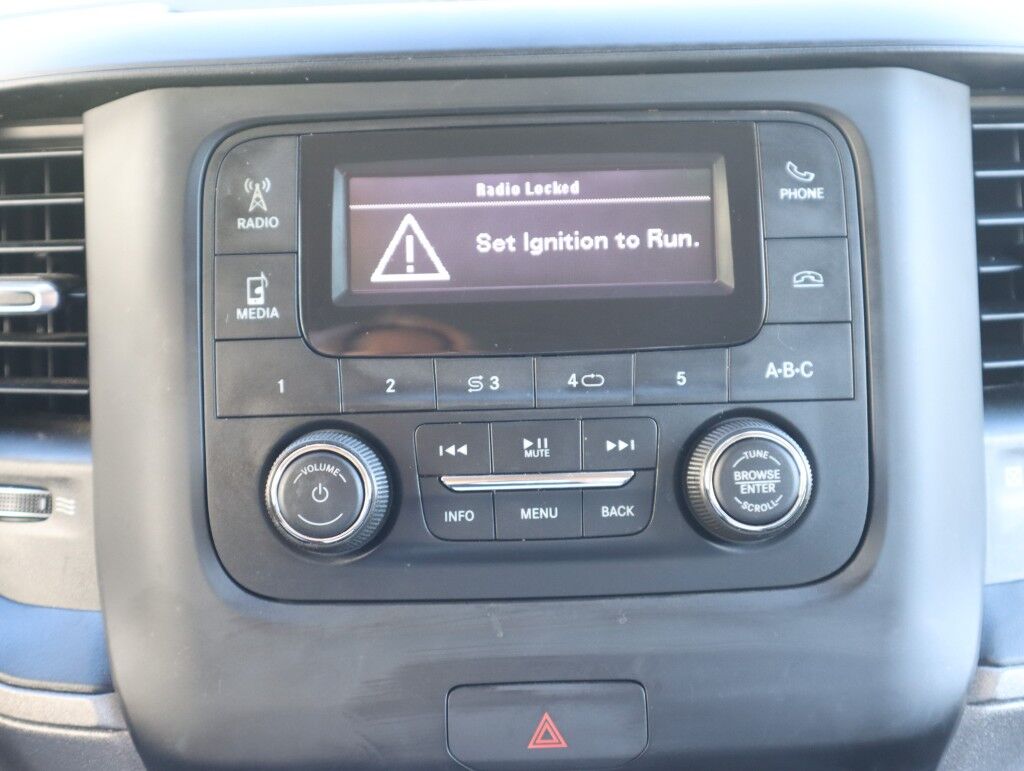 Radio Locked
Set Ignition to Run.
RADIO
PHONE
MEDIA
1
2
3
4
5
A•B•C
VOLUME
MUTE
INFO
MENU
BACK
TUNE
BROWSE
ENTER
SCROLL